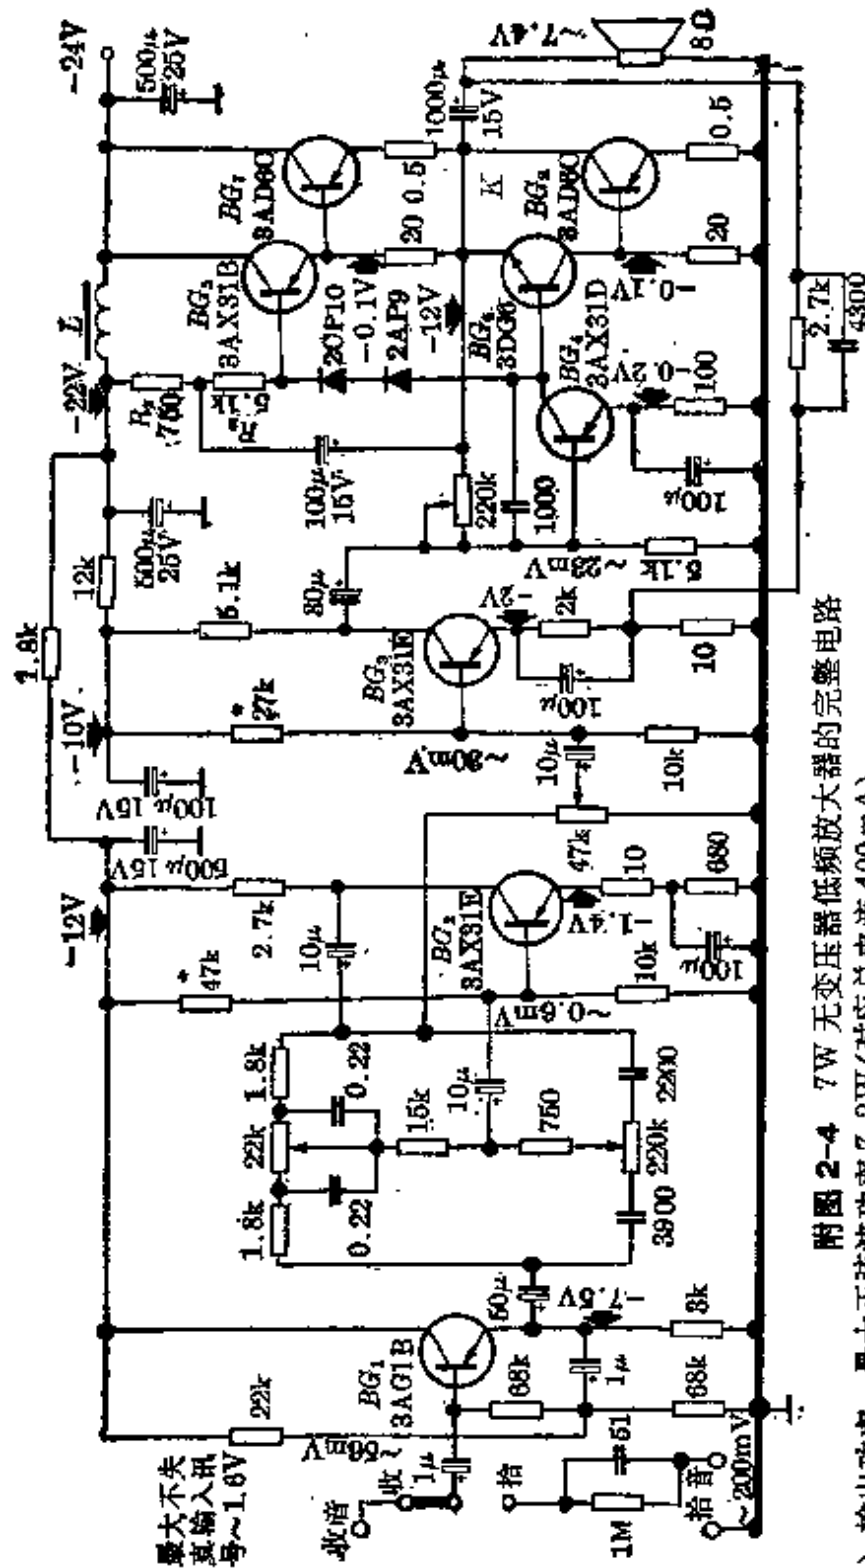 -24V
500μ
25V
L
-22V
R₉
750
5.1k
7.8k
500μ
25V
12k
5.1k
-10V
27k
*
100μ 15V
500μ 15V
-12V
2.7k
47k
*
22k
最大不失
真输入讯
号~1.6V
BG₇
3AD6C
0.5
1000μ
15V
~7.4V
8Ω
BG₅
3AX31B
-0.1V
20
2CP10
2AP9
-12V
K
BG₈
3AD6C
0.5
BG₆
3DG6
-0.1V
20
BG₄
3AX31D
-0.2V
100
100μ
100μ
15V
220k
1000
80μ
~23mV
5.1k
2.7k
4300
BG₃
3AX31E
-2V
2k
100μ
10
~30mV
10μ
10k
47k
10μ
BG₂
3AX31E
-1.4V
10
680
100μ
~0.6mV
10k
1.8k
0.22
22k
1.8k
0.22
15k
10μ
750
2200
220k
3900
50μ
BG₁
3AG1B
-7.5V
3k
68k
1μ
68k
~56mV
1μ
收
收音
拾
1M
51
拾音
~200mV
附图 2-4 7W 无变压器低频放大器的完整电路